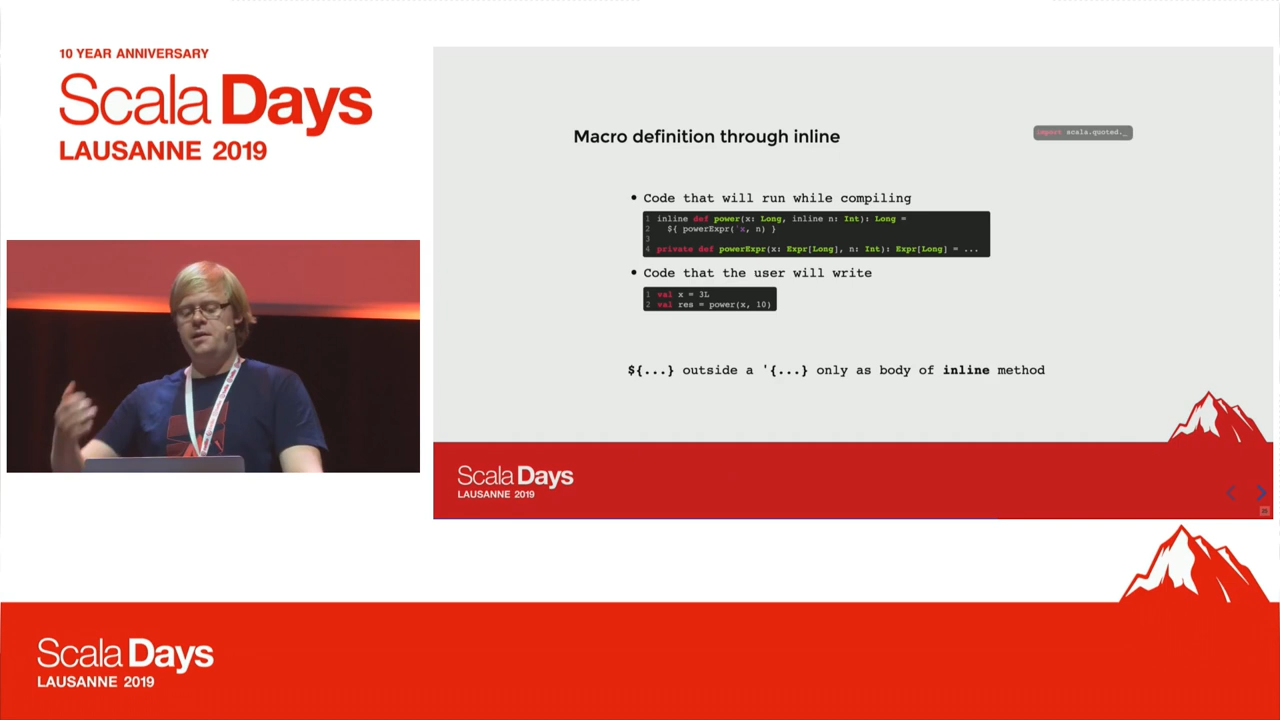 10 YEAR ANNIVERSARY
Scala Days
LAUSANNE 2019
Macro definition through inline
import scala.quoted._
• Code that will run while compiling
1 inline def power(x: Long, inline n: Int): Long =
2 ${ powerExpr('x, n) }
3
4 private def powerExpr(x: Expr[Long], n: Int): Expr[Long] = ...
• Code that the user will write
1 val x = 3L
2 val res = power(x, 10)
${...} outside a '{...} only as body of inline method
Scala Days
LAUSANNE 2019
Scala Days
LAUSANNE 2019